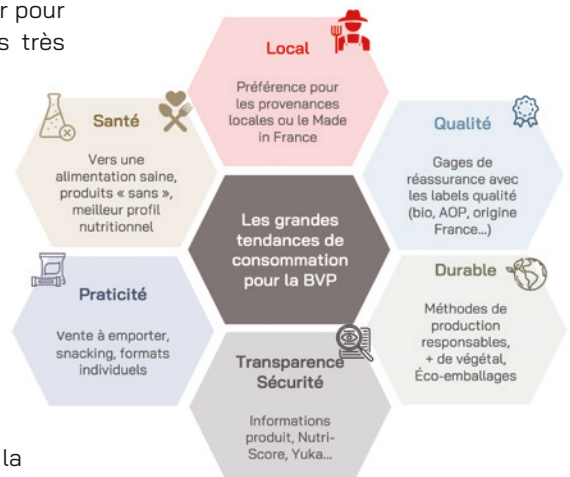 r pour
s très
Local
Préférence pour
les provenances
locales ou le Made
in France
Santé
Vers une
alimentation saine,
produits « sans »,
meilleur profil
nutritionnel
Qualité
Gages de
réassurance avec
les labels qualité
(bio, AOP, origine
France...)
Les grandes
tendances de
consommation
pour la BVP
Praticité
Vente à emporter,
snacking, formats
individuels
Durable
Méthodes de
production
responsables,
+ de végétal,
Éco-emballages
Transparence
Sécurité
Informations
produit, Nutri-
Score, Yuka...
la